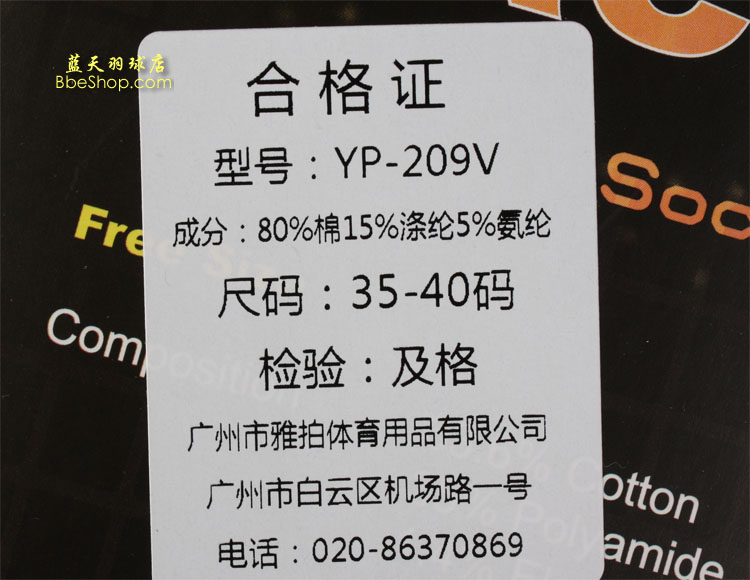 蓝天羽球店
BbeShop.com
合格证
型号：YP-209V
成分：80%棉15%涤纶5%氨纶
尺码：35-40码
检验：及格
广州市雅拍体育用品有限公司
广州市白云区机场路一号
电话：020-86370869
Soc
Free Siz
Composition
% Cotton
% Polyamide